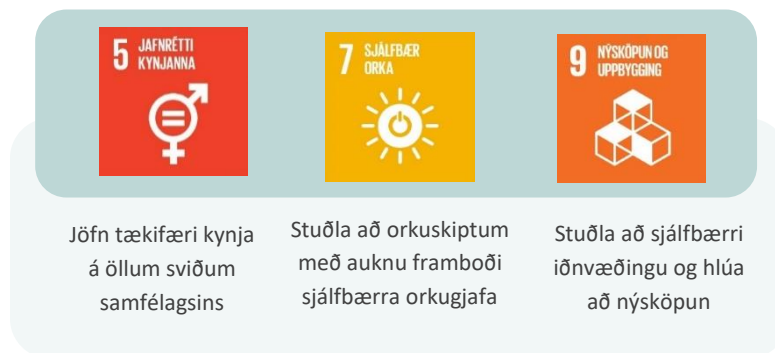 5 JAFNRÉTTI
KYNJANNA
7 SJÁLFBÆR
ORKA
9 NÝSKÖPUN OG
UPPBYGGING
Jöfn tækifæri kynja
á öllum sviðum
samfélagsins
Stuðla að orkuskiptum
með auknu framboði
sjálfbærra orkugjafa
Stuðla að sjálfbærri
iðnvæðingu og hlúa
að nýsköpun